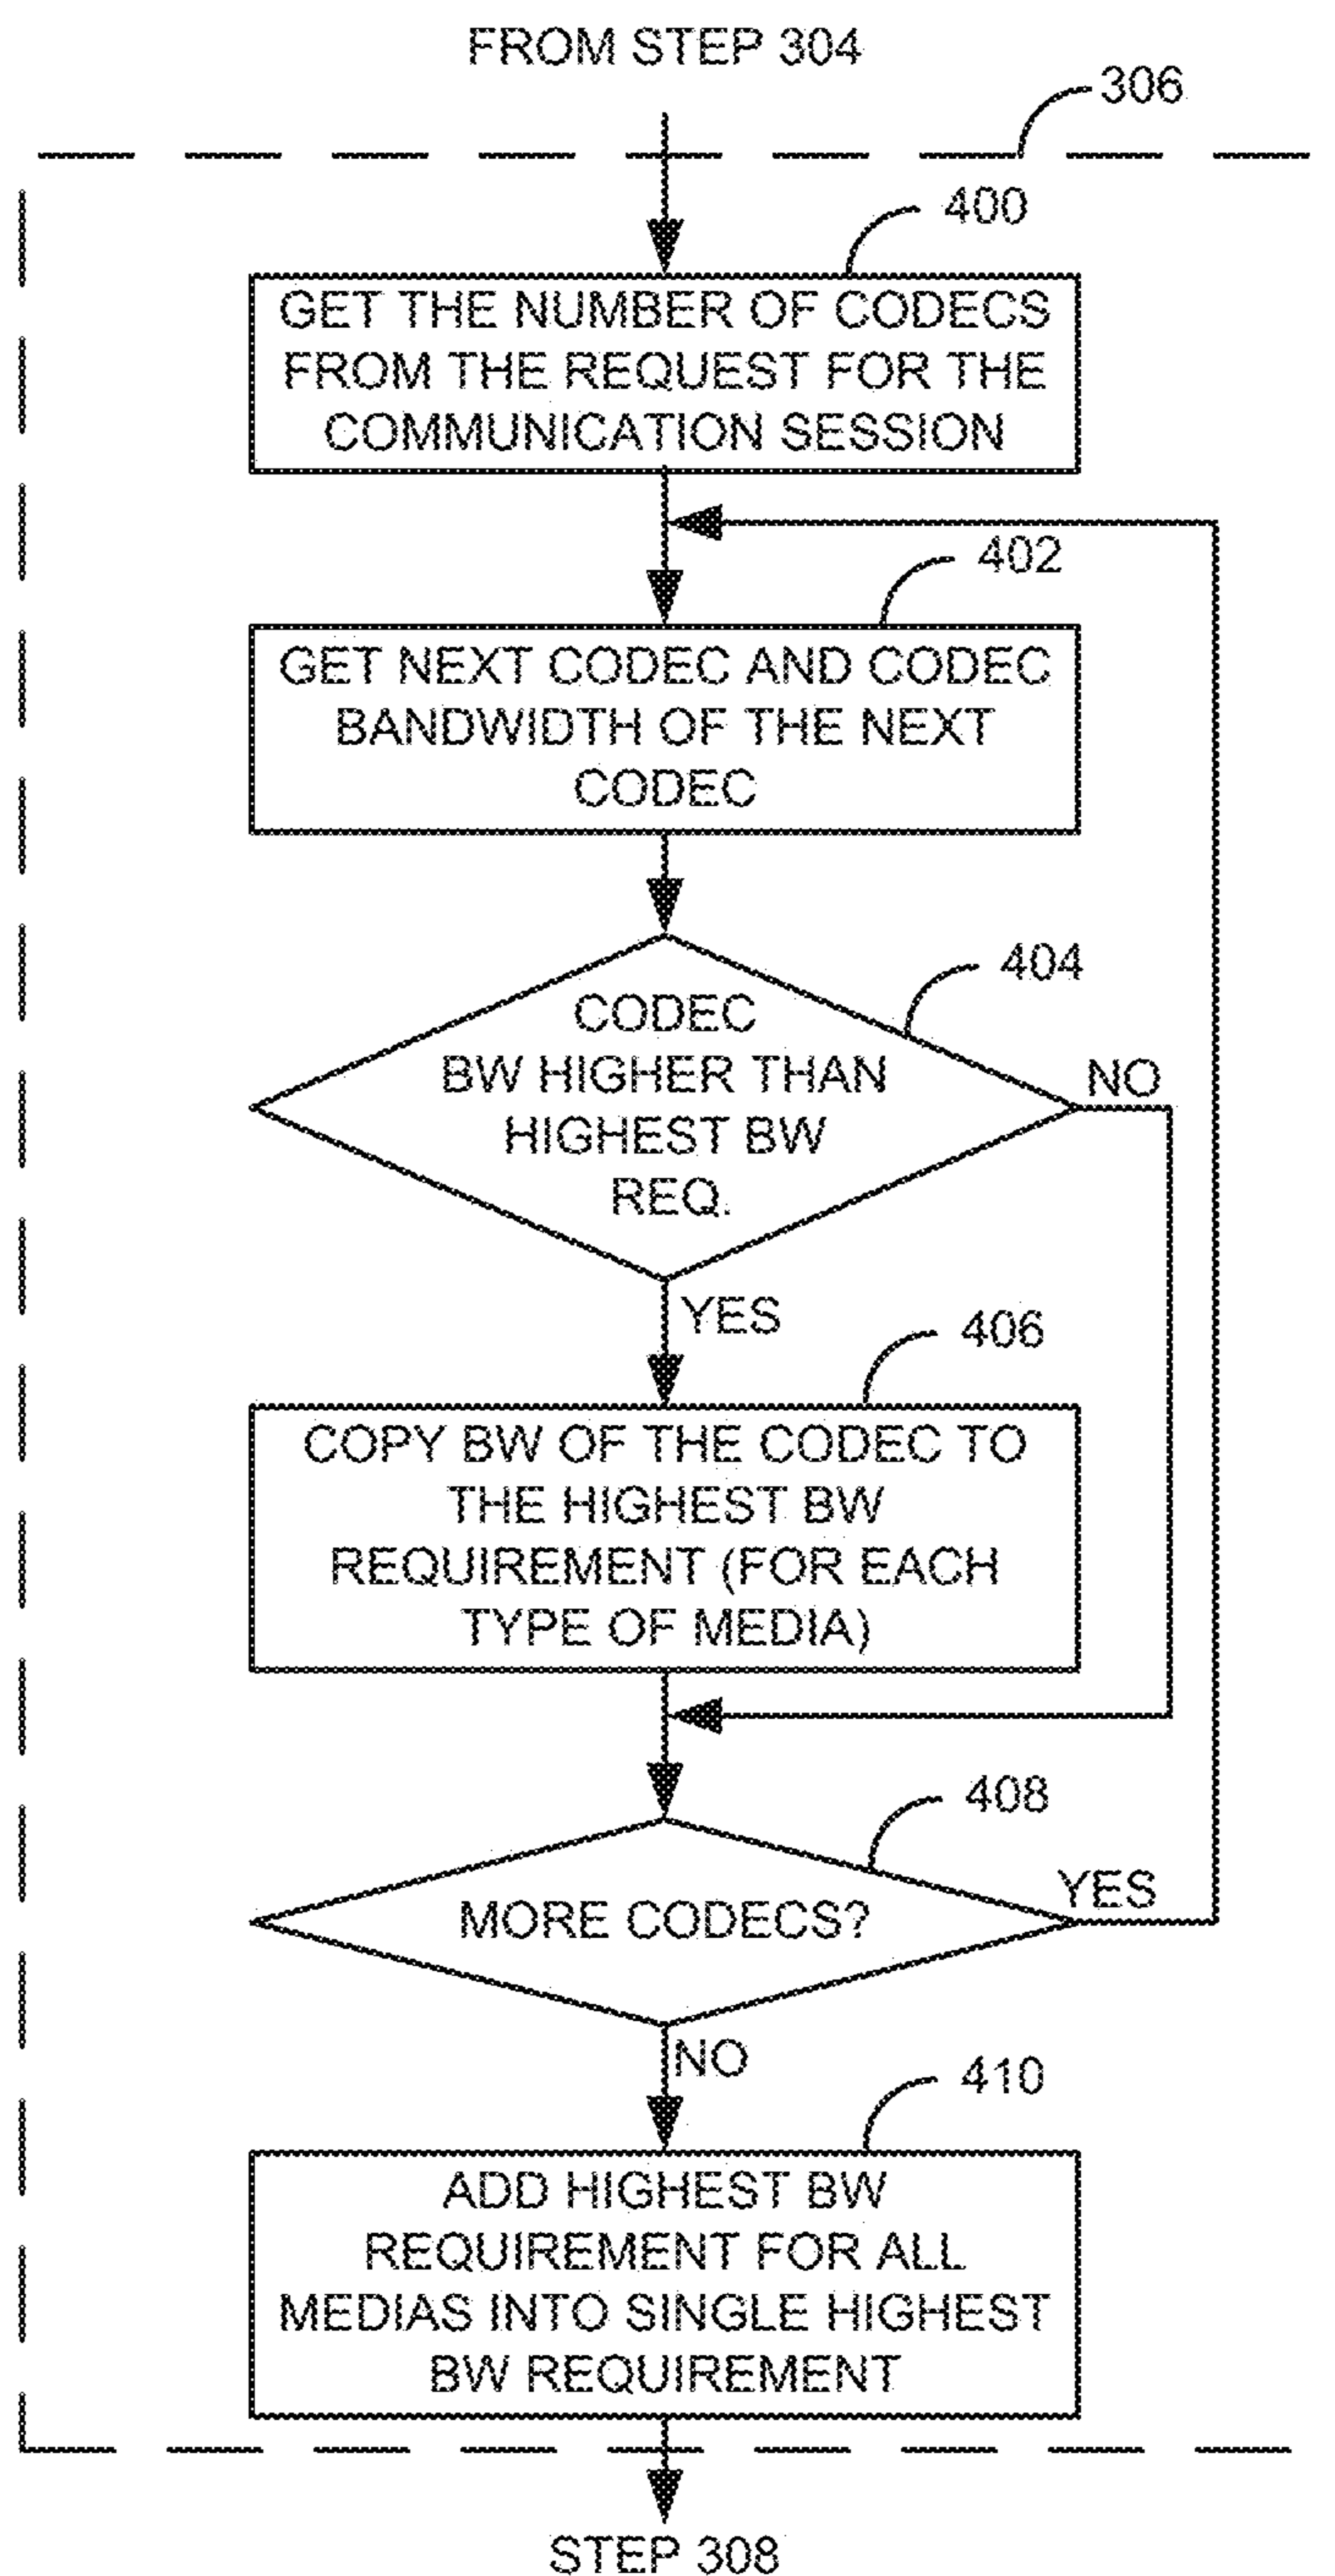 FROM STEP 304
306
400
GET THE NUMBER OF CODECS
FROM THE REQUEST FOR THE
COMMUNICATION SESSION
402
GET NEXT CODEC AND CODEC
BANDWIDTH OF THE NEXT
CODEC
404
CODEC
BW HIGHER THAN
HIGHEST BW
REQ.
NO
YES
406
COPY BW OF THE CODEC TO
THE HIGHEST BW
REQUIREMENT (FOR EACH
TYPE OF MEDIA)
408
MORE CODECS?
YES
NO
410
ADD HIGHEST BW
REQUIREMENT FOR ALL
MEDIAS INTO SINGLE HIGHEST
BW REQUIREMENT
STEP 308